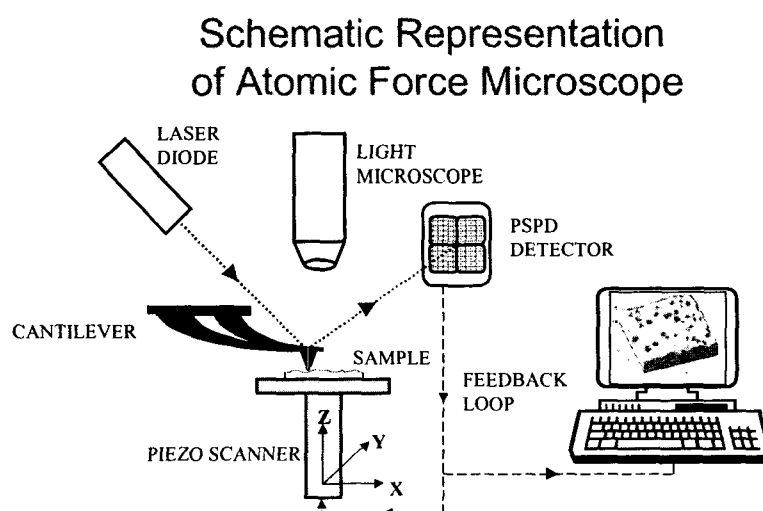 Schematic Representation
of Atomic Force Microscope
LASER
DIODE
LIGHT
MICROSCOPE
PSPD
DETECTOR
CANTILEVER
SAMPLE
FEEDBACK
LOOP
Z
Y
PIEZO SCANNER
X